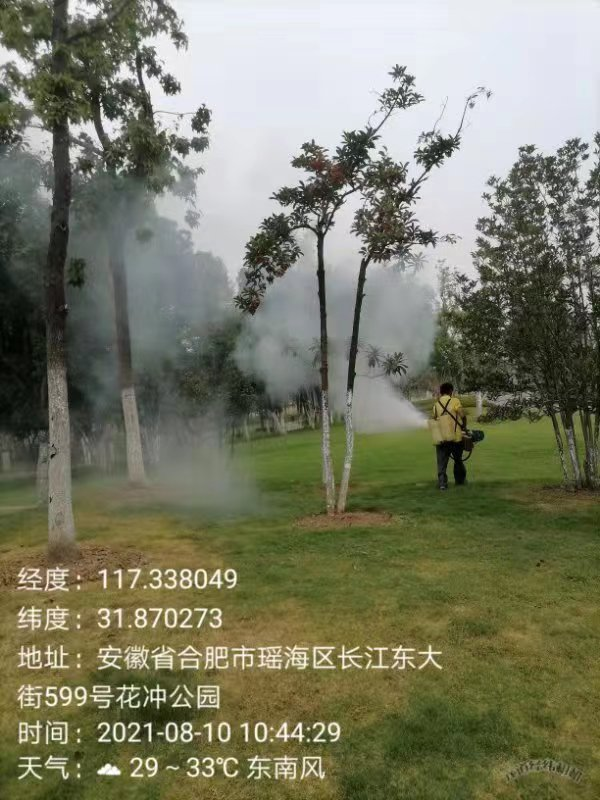 经度：117.338049
纬度：31.870273
地址：安徽省合肥市瑶海区长江东大
街599号花冲公园
时间：2021-08-10 10:44:29
天气：☁ 29～33℃ 东南风